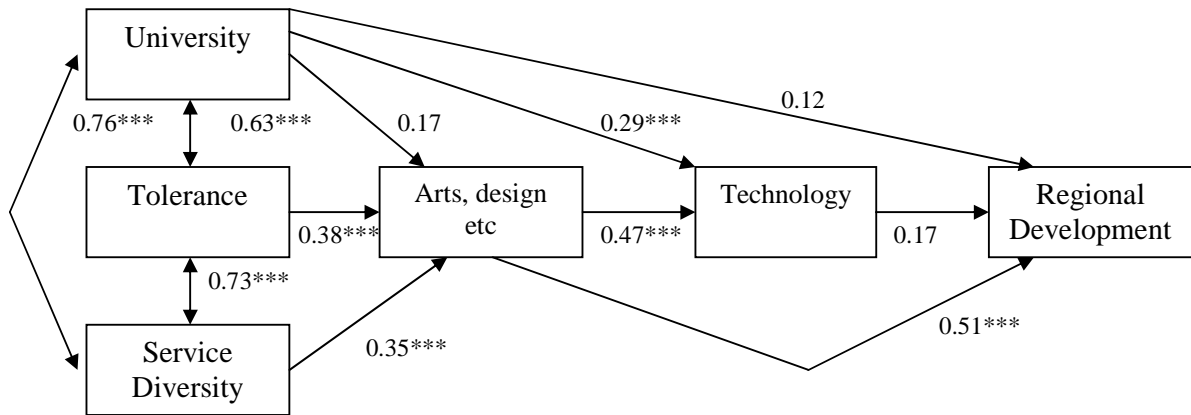 University
0.12
0.76***
0.63***
0.17
0.29***
Tolerance
Arts, design
etc
Technology
Regional
Development
0.38***
0.47***
0.17
0.73***
0.51***
0.35***
Service
Diversity